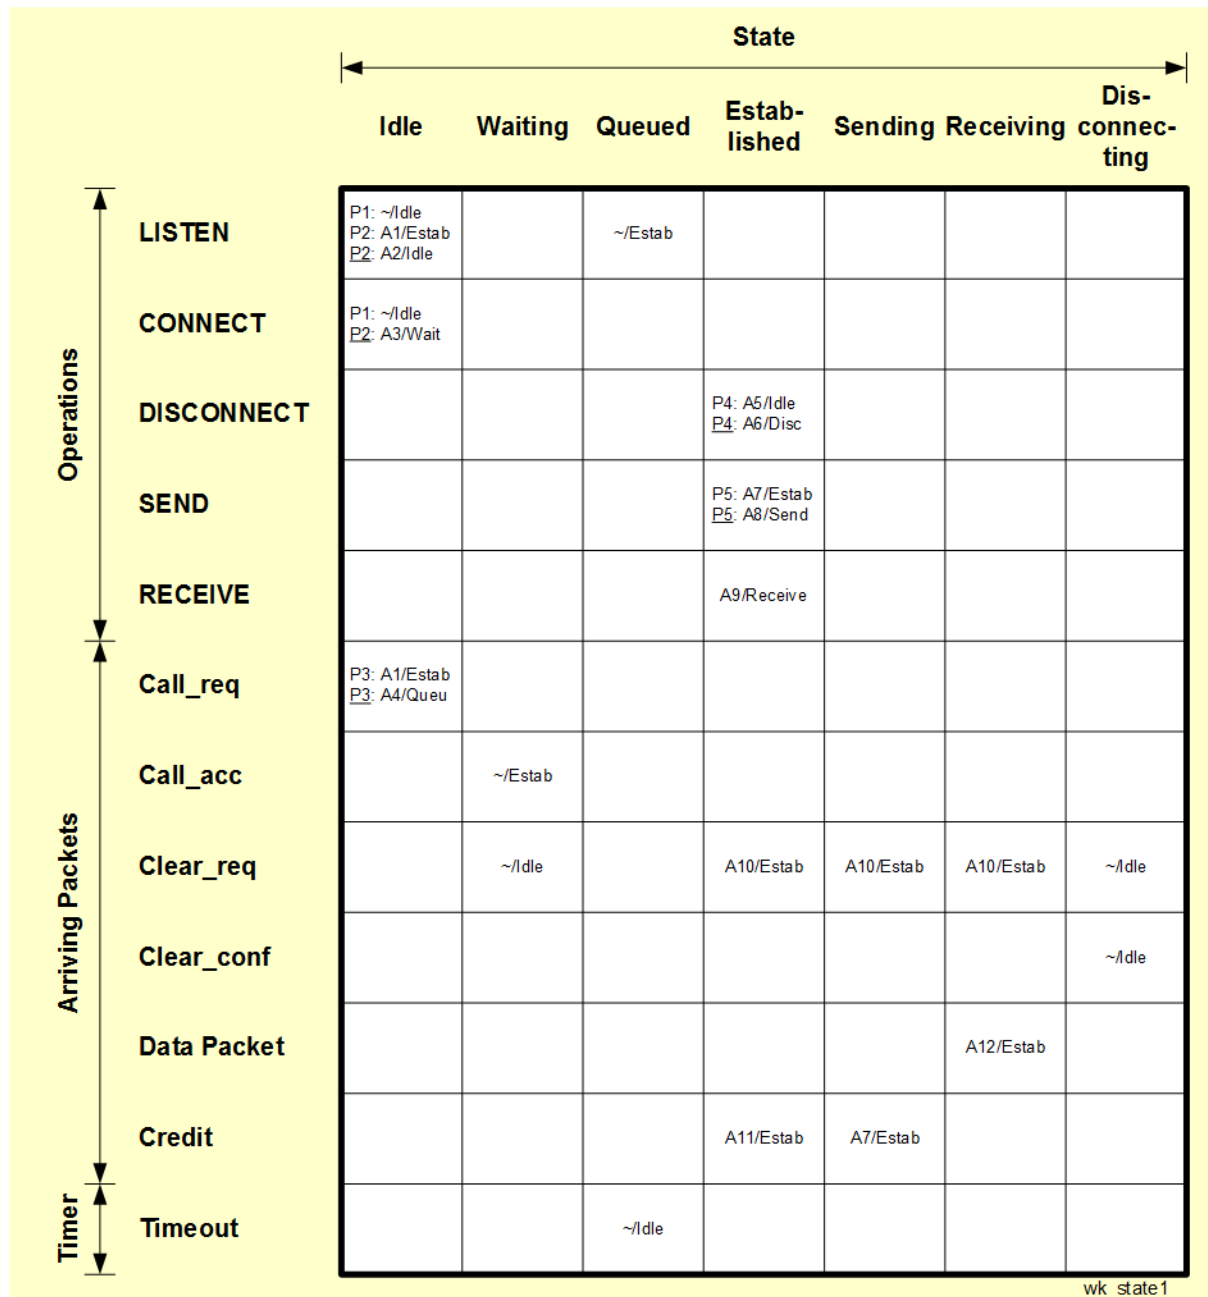 State
Idle
Waiting
Queued
Estab-
lished
Sending
Receiving
Dis-
connec-
ting
Operations
LISTEN
P1: ~/Idle
P2: A1/Estab
P2: A2/Idle
~/Estab
CONNECT
P1: ~/Idle
P2: A3/Wait
DISCONNECT
P4: A5/Idle
P4: A6/Disc
SEND
P5: A7/Estab
P5: A8/Send
RECEIVE
A9/Receive
Arriving Packets
Call_req
P3: A1/Estab
P3: A4/Queu
Call_acc
~/Estab
Clear_req
~/Idle
A10/Estab
A10/Estab
A10/Estab
~/Idle
Clear_conf
~/Idle
Data Packet
A12/Estab
Credit
A11/Estab
A7/Estab
Timer
Timeout
~/Idle
wk_state1